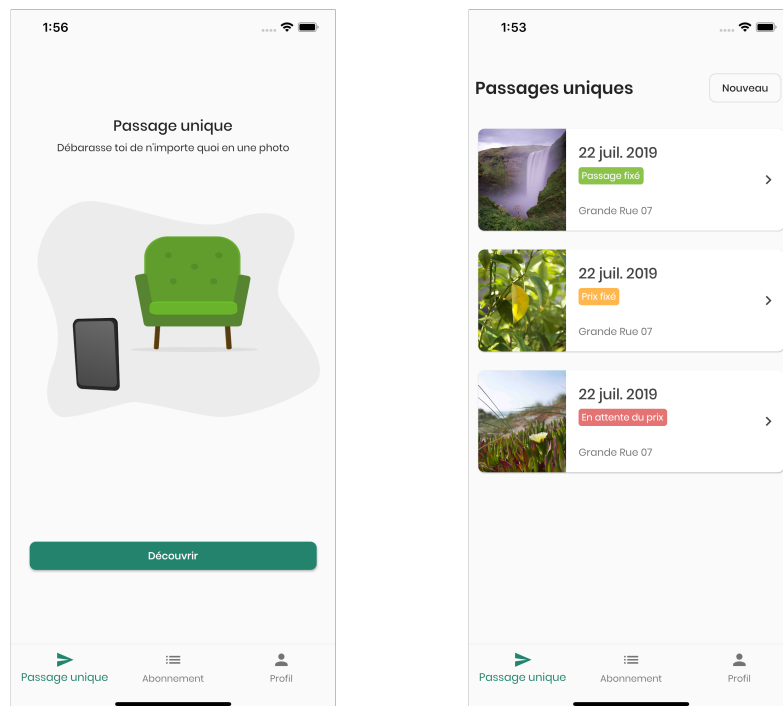 1:56
Passage unique
Débarasse toi de n'importe quoi en une photo
Découvrir
Passage unique
Abonnement
Profil
1:53
Passages uniques
Nouveau
22 juil. 2019
Passage fixé
Grande Rue 07
22 juil. 2019
Prix fixé
Grande Rue 07
22 juil. 2019
En attente du prix
Grande Rue 07
Passage unique
Abonnement
Profil